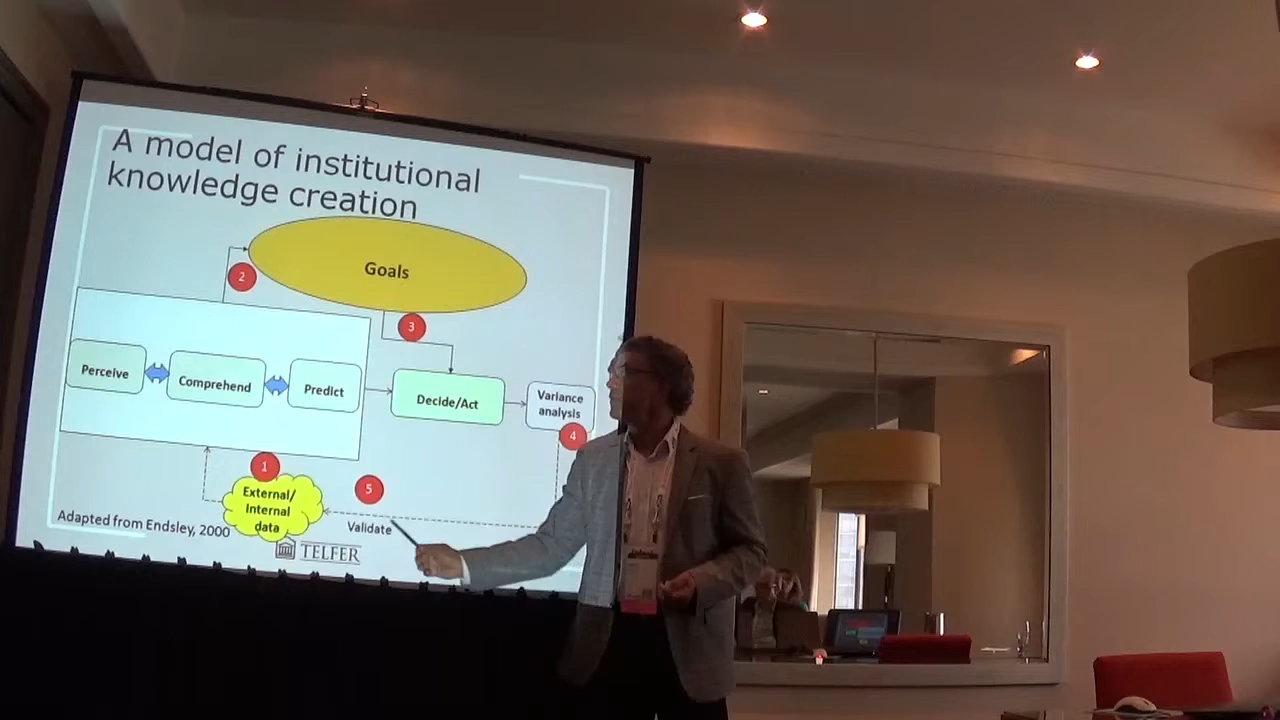 A model of institutional
knowledge creation
Goals
2
3
Perceive
Comprehend
Predict
Decide/Act
Variance
analysis
4
1
External/
Internal
data
5
Validate
Adapted from Endsley, 2000
TELFER